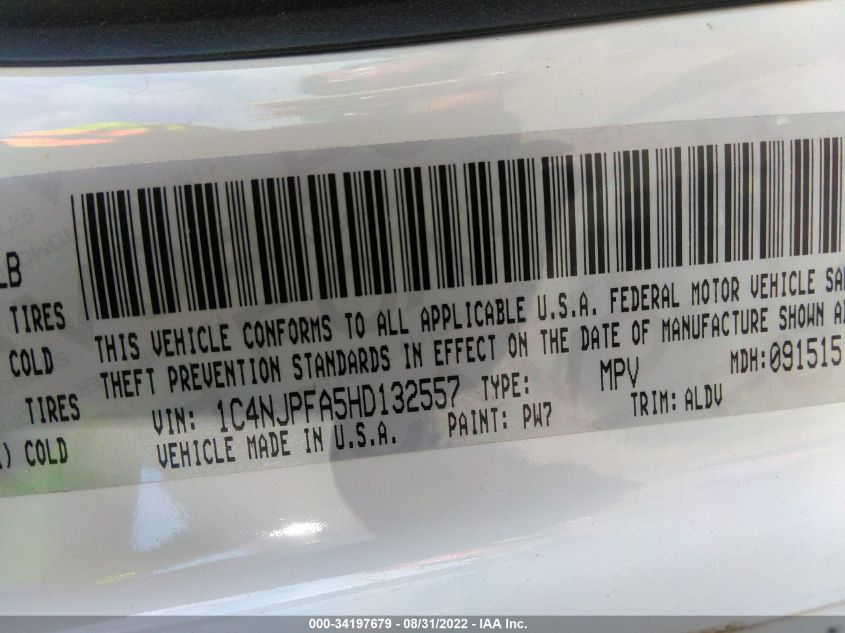 LB
TIRES THIS VEHICLE CONFORMS TO ALL APPLICABLE U.S.A. FEDERAL MOTOR VEHICLE
COLD THEFT PREVENTION STANDARDS IN EFFECT ON THE DATE OF MANUFACTURE SHOWN
TIRES VIN: 1C4NJPFA5HD132557 TYPE: MPV MDH:091515
COLD VEHICLE MADE IN U.S.A. PAINT: PW7 TRIM: ALDV
000-34197679 - 08/31/2022 - IAA Inc.